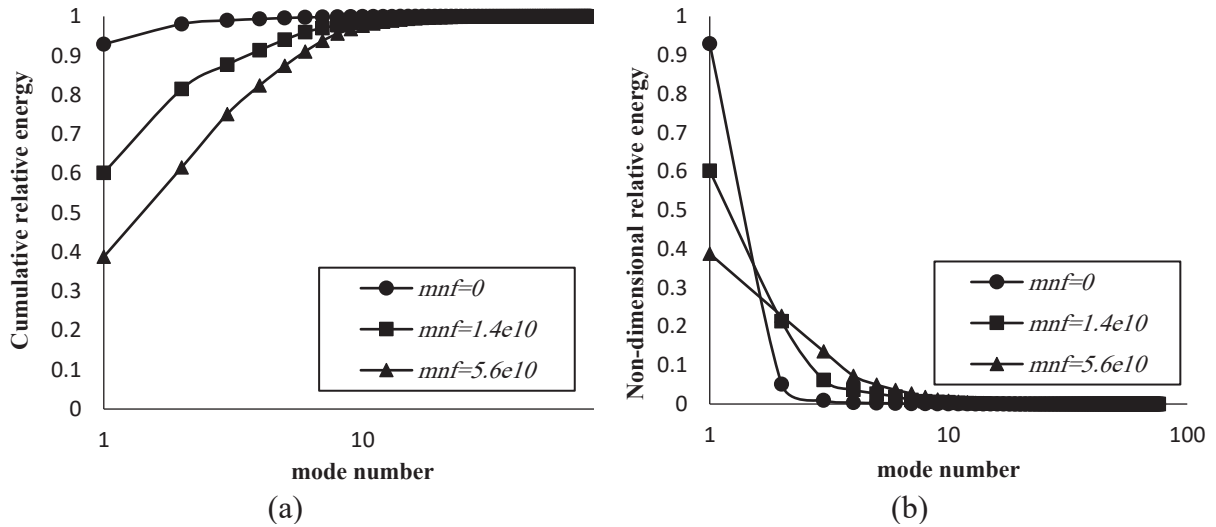 Cumulative relative energy
1
0.9
0.8
0.7
0.6
0.5
0.4
0.3
0.2
0.1
0
mnf=0
mnf=1.4e10
mnf=5.6e10
1
10
mode number
(a)
Non-dimensional relative energy
1
0.9
0.8
0.7
0.6
0.5
0.4
0.3
0.2
0.1
0
mnf=0
mnf=1.4e10
mnf=5.6e10
1
10
100
mode number
(b)